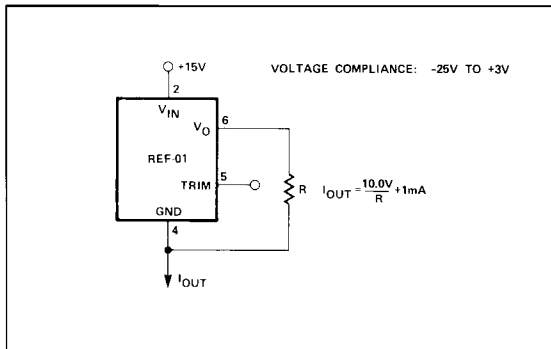 +15V
VOLTAGE COMPLIANCE: -25V TO +3V
2
VIN
VO
6
REF-01
TRIM
5
R
IOUT = 10.0V/R + 1mA
GND
4
IOUT